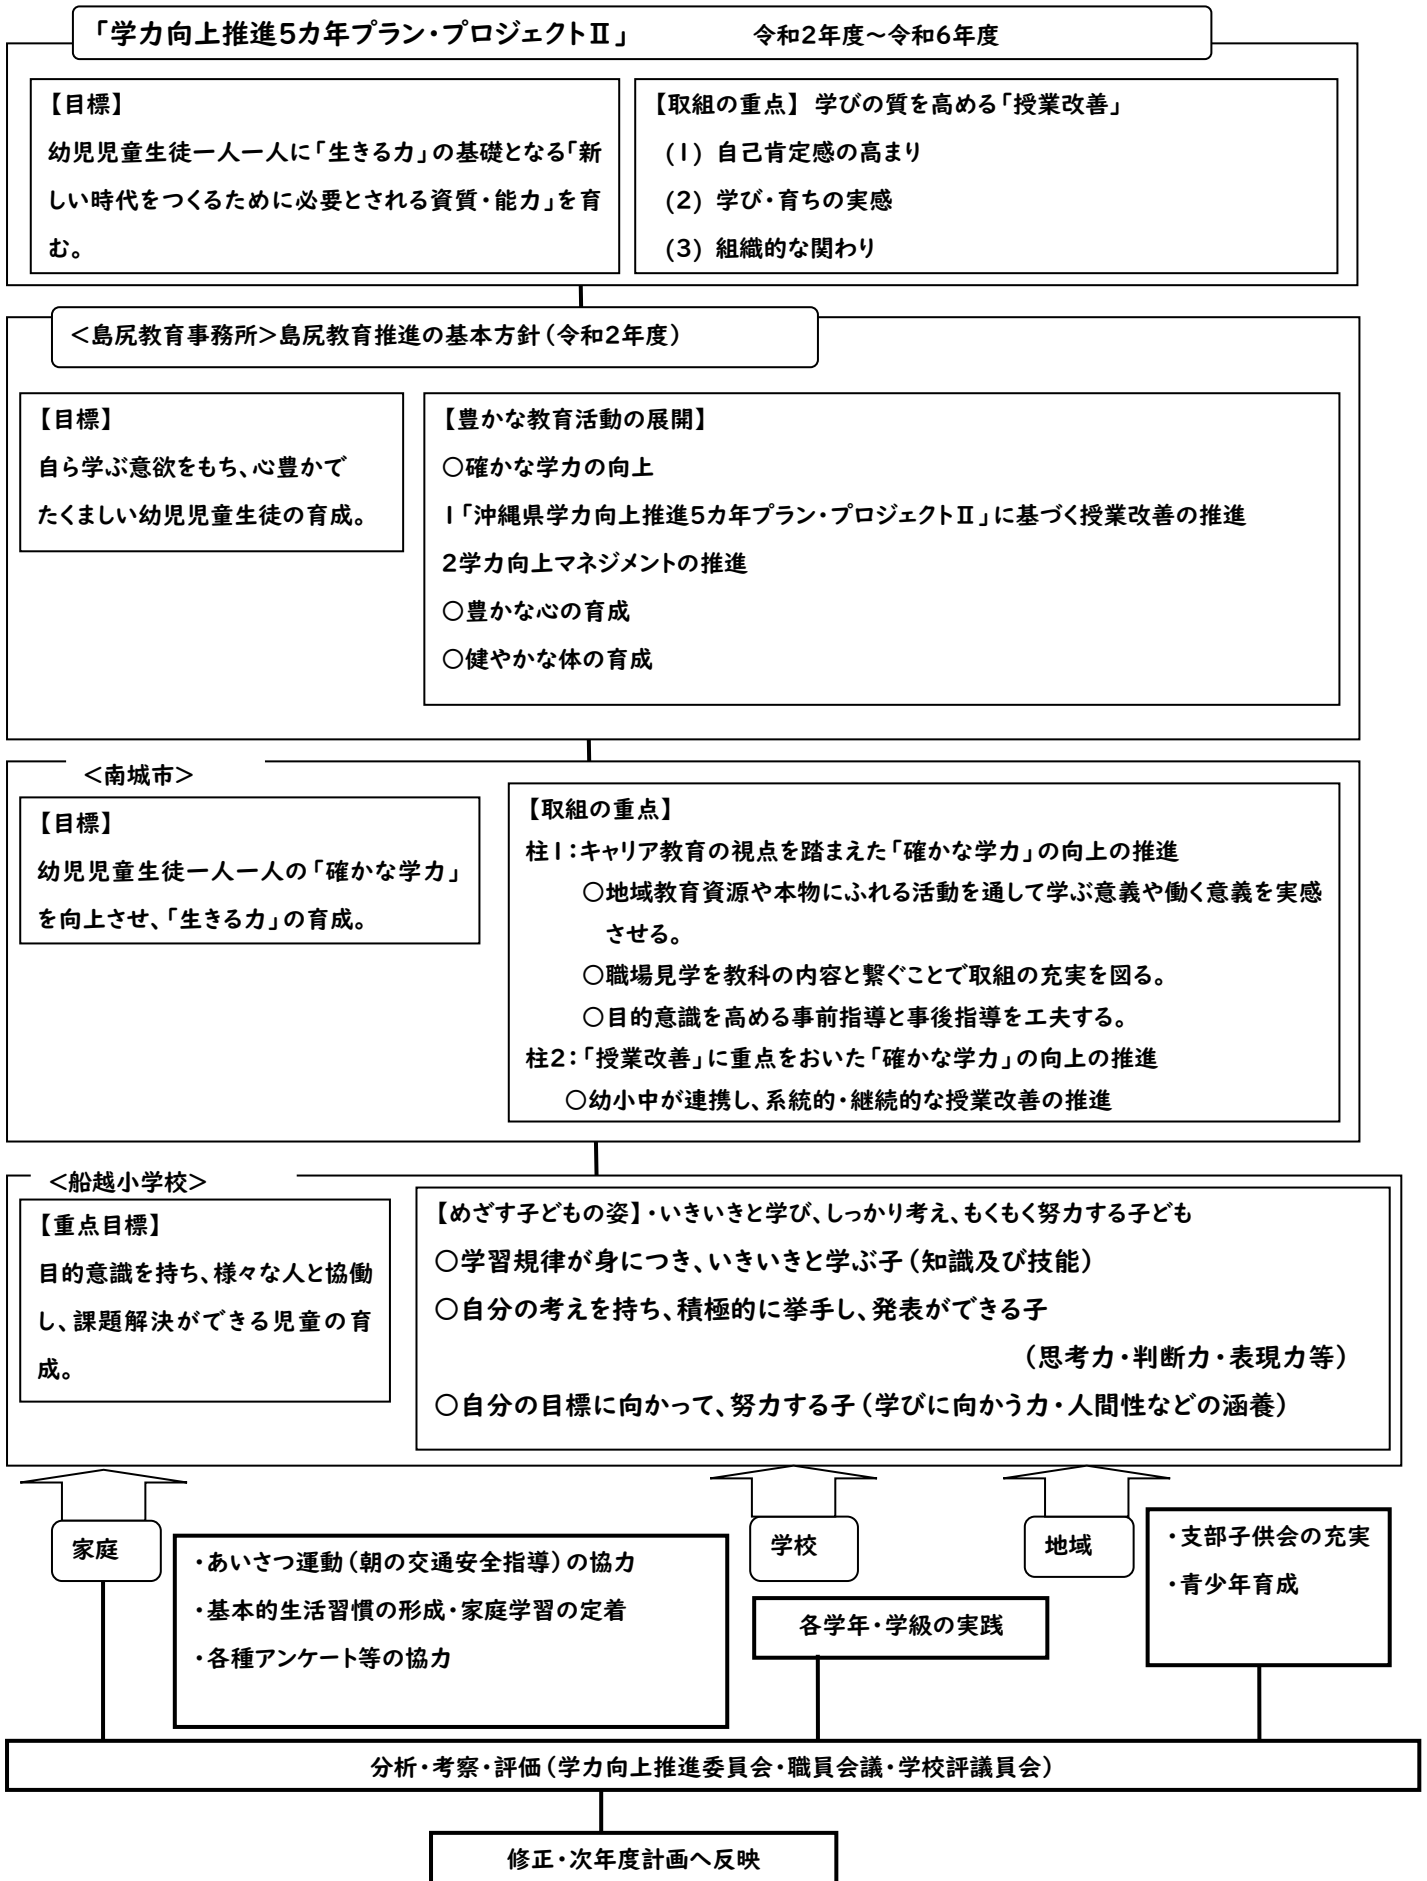 「学力向上推進5カ年プラン・プロジェクトⅡ」　令和2年度～令和6年度
【目標】
幼児児童生徒一人一人に「生きる力」の基礎となる「新
しい時代をつくるために必要とされる資質・能力」を育
む。
【取組の重点】 学びの質を高める「授業改善」
(1) 自己肯定感の高まり
(2) 学び・育ちの実感
(3) 組織的な関わり
＜島尻教育事務所＞島尻教育推進の基本方針（令和2年度）
【目標】
自ら学ぶ意欲をもち、心豊かで
たくましい幼児児童生徒の育成。
【豊かな教育活動の展開】
○確かな学力の向上
1「沖縄県学力向上推進5カ年プラン・プロジェクトⅡ」に基づく授業改善の推進
2学力向上マネジメントの推進
○豊かな心の育成
○健やかな体の育成
＜南城市＞
【目標】
幼児児童生徒一人一人の「確かな学力」
を向上させ、「生きる力」の育成。
【取組の重点】
柱1：キャリア教育の視点を踏まえた「確かな学力」の向上の推進
○地域教育資源や本物にふれる活動を通して学ぶ意義や働く意義を実感
させる。
○職場見学を教科の内容と繋ぐことで取組の充実を図る。
○目的意識を高める事前指導と事後指導を工夫する。
柱2：「授業改善」に重点をおいた「確かな学力」の向上の推進
○幼小中が連携し、系統的・継続的な授業改善の推進
＜船越小学校＞
【重点目標】
目的意識を持ち、様々な人と協働
し、課題解決ができる児童の育
成。
【めざす子どもの姿】・いきいきと学び、しっかり考え、もくもく努力する子ども
○学習規律が身につき、いきいきと学ぶ子（知識及び技能）
○自分の考えを持ち、積極的に挙手し、発表ができる子
（思考力・判断力・表現力等）
○自分の目標に向かって、努力する子（学びに向かう力・人間性などの涵養）
家庭
・あいさつ運動（朝の交通安全指導）の協力
・基本的生活習慣の形成・家庭学習の定着
・各種アンケート等の協力
学校
各学年・学級の実践
地域
・支部子供会の充実
・青少年育成
分析・考察・評価（学力向上推進委員会・職員会議・学校評議員会）
修正・次年度計画へ反映